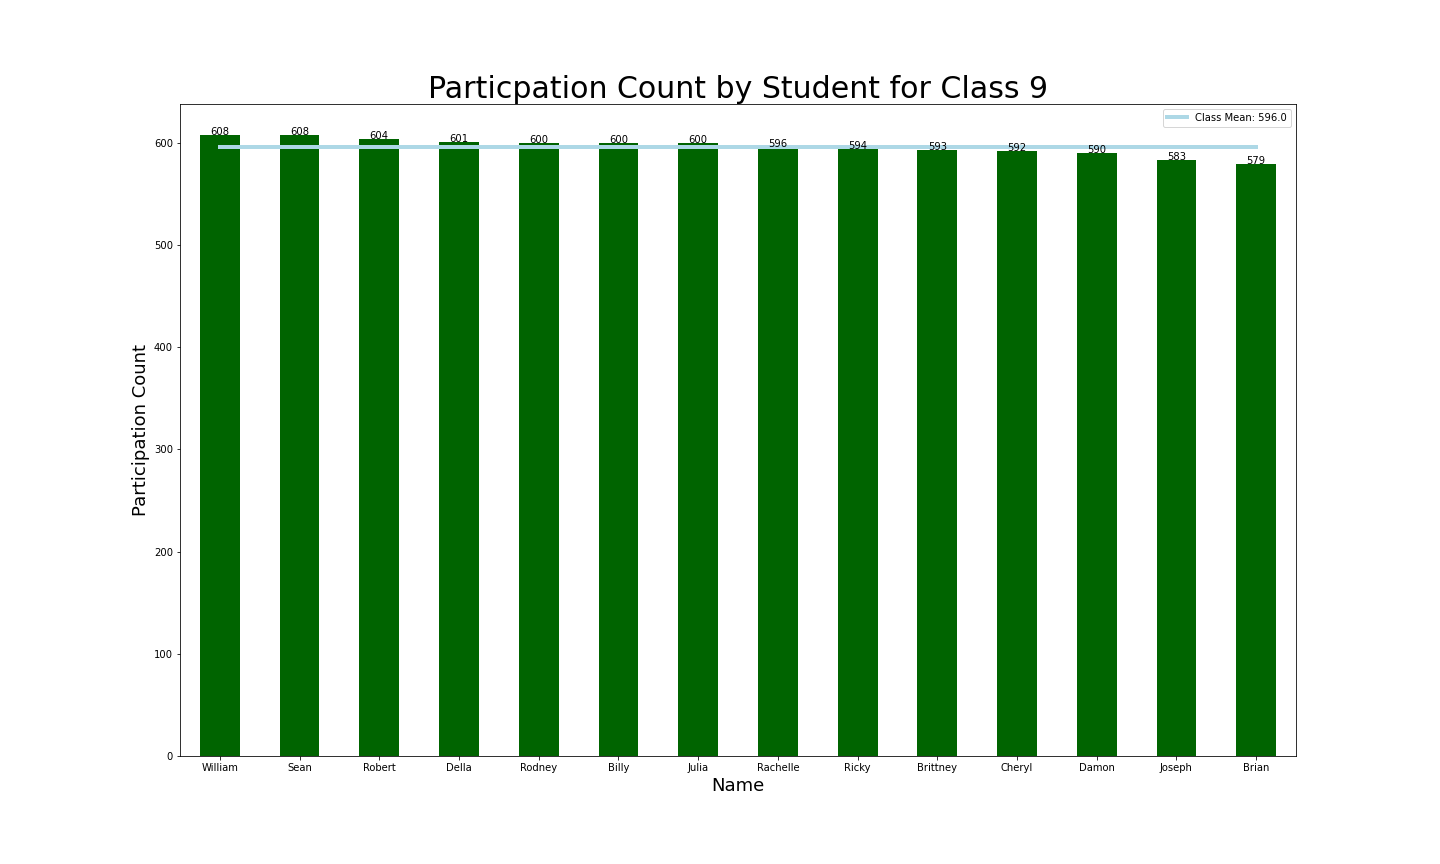 Particpation Count by Student for Class 9
Class Mean: 596.0
608 608 604 601 600 600 600 596 594 593 592 590 583 579
600
500
400
300
200
100
0
Participation Count
William Sean Robert Della Rodney Billy Julia Rachelle Ricky Brittney Cheryl Damon Joseph Brian
Name